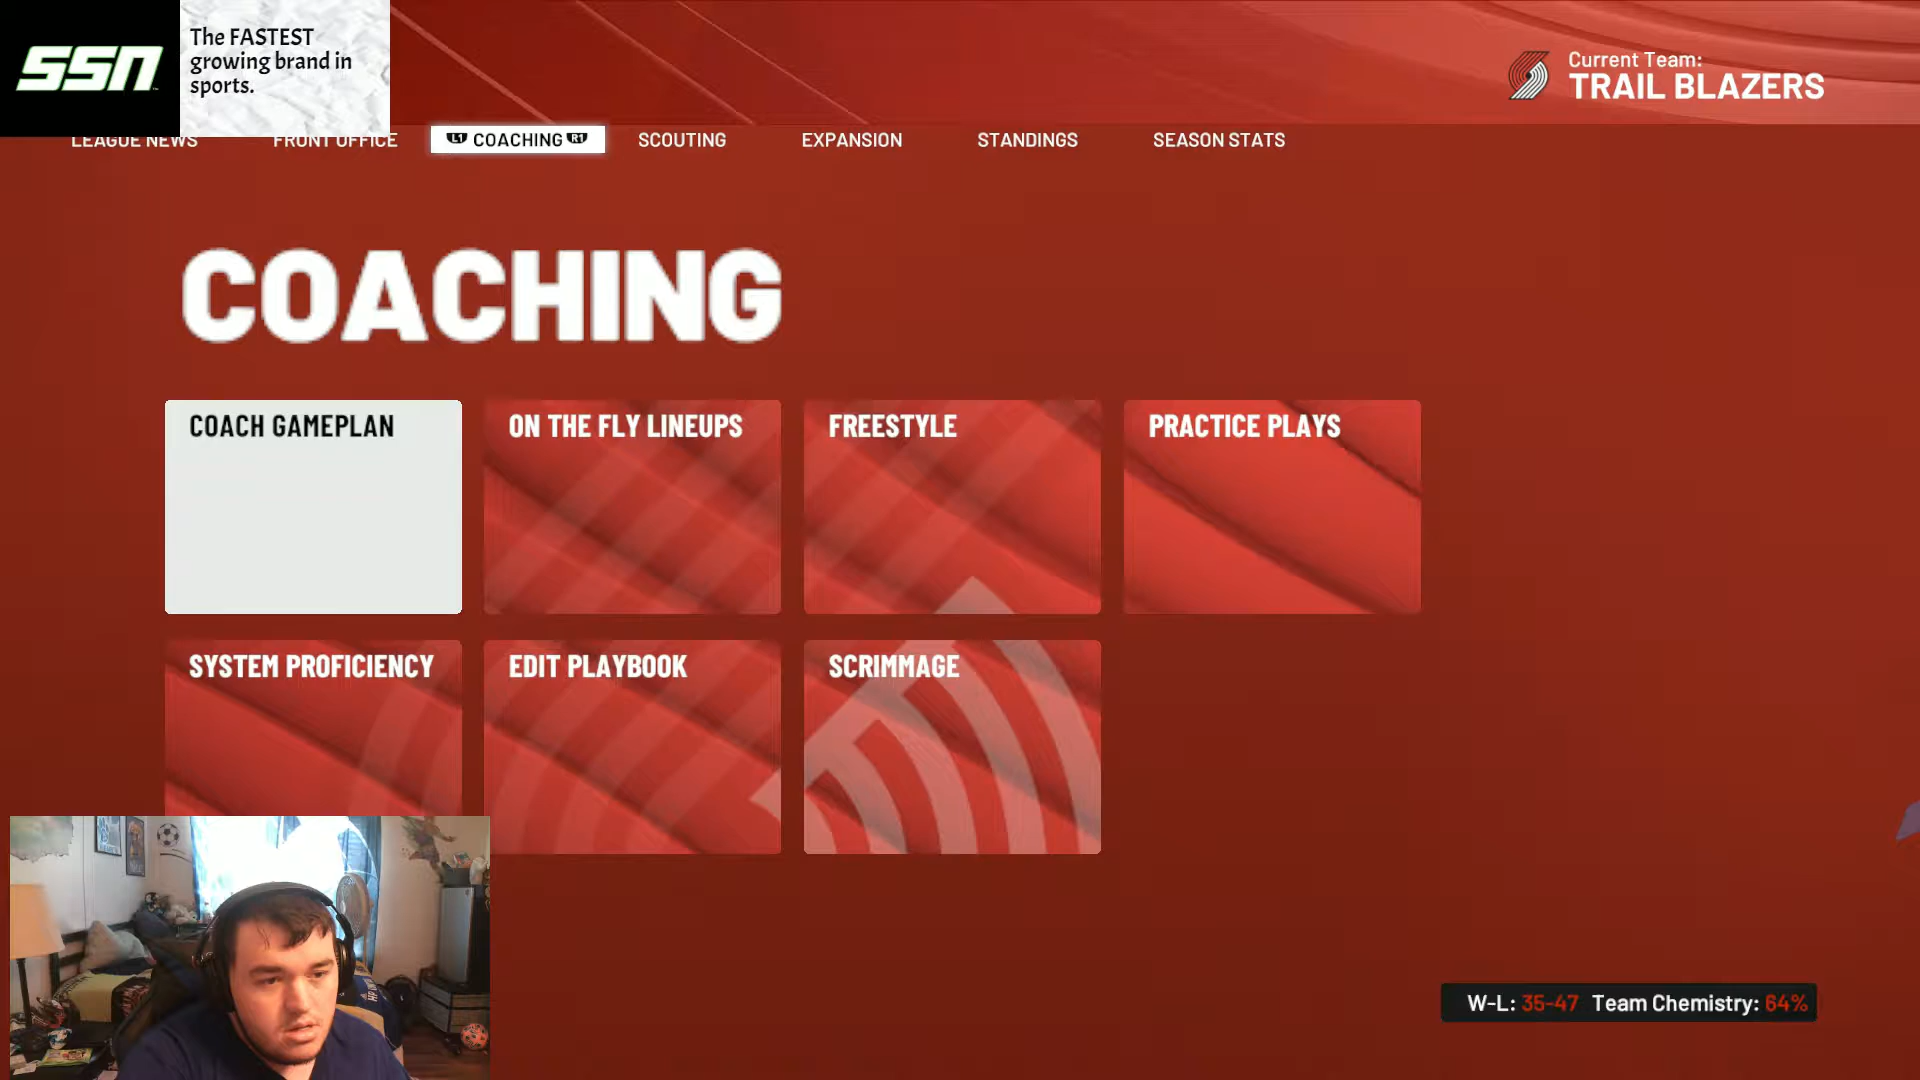 SSN
The FASTEST
growing brand in
sports.
Current Team:
TRAIL BLAZERS
LEAGUE NEWS
FRONT OFFICE
L1 COACHING R1
SCOUTING
EXPANSION
STANDINGS
SEASON STATS
COACHING
COACH GAMEPLAN
ON THE FLY LINEUPS
FREESTYLE
PRACTICE PLAYS
SYSTEM PROFICIENCY
EDIT PLAYBOOK
SCRIMMAGE
W-L: 35-47 Team Chemistry: 64%